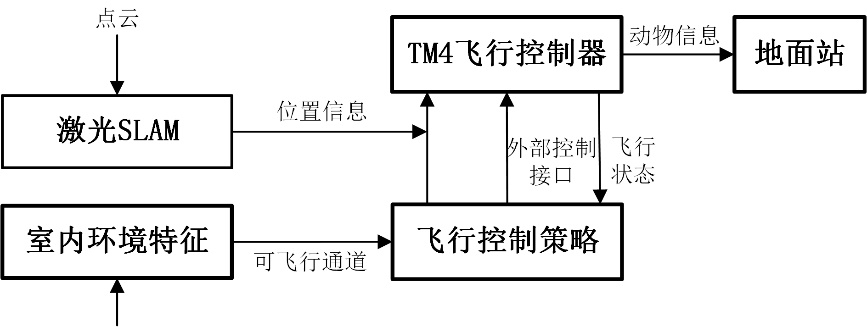 点云
TM4飞行控制器
动物信息
地面站
激光SLAM
位置信息
外部控制
接口
飞行
状态
室内环境特征
可飞行通道
飞行控制策略